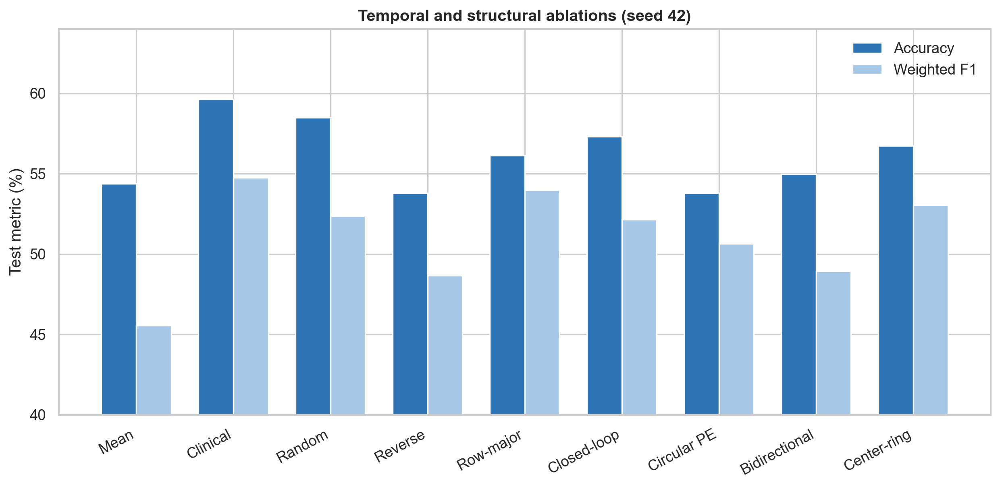 Temporal and structural ablations (seed 42)
Accuracy
Weighted F1
Test metric (%)
60
55
50
45
40
Mean
Clinical
Random
Reverse
Row-major
Closed-loop
Circular PE
Bidirectional
Center-ring